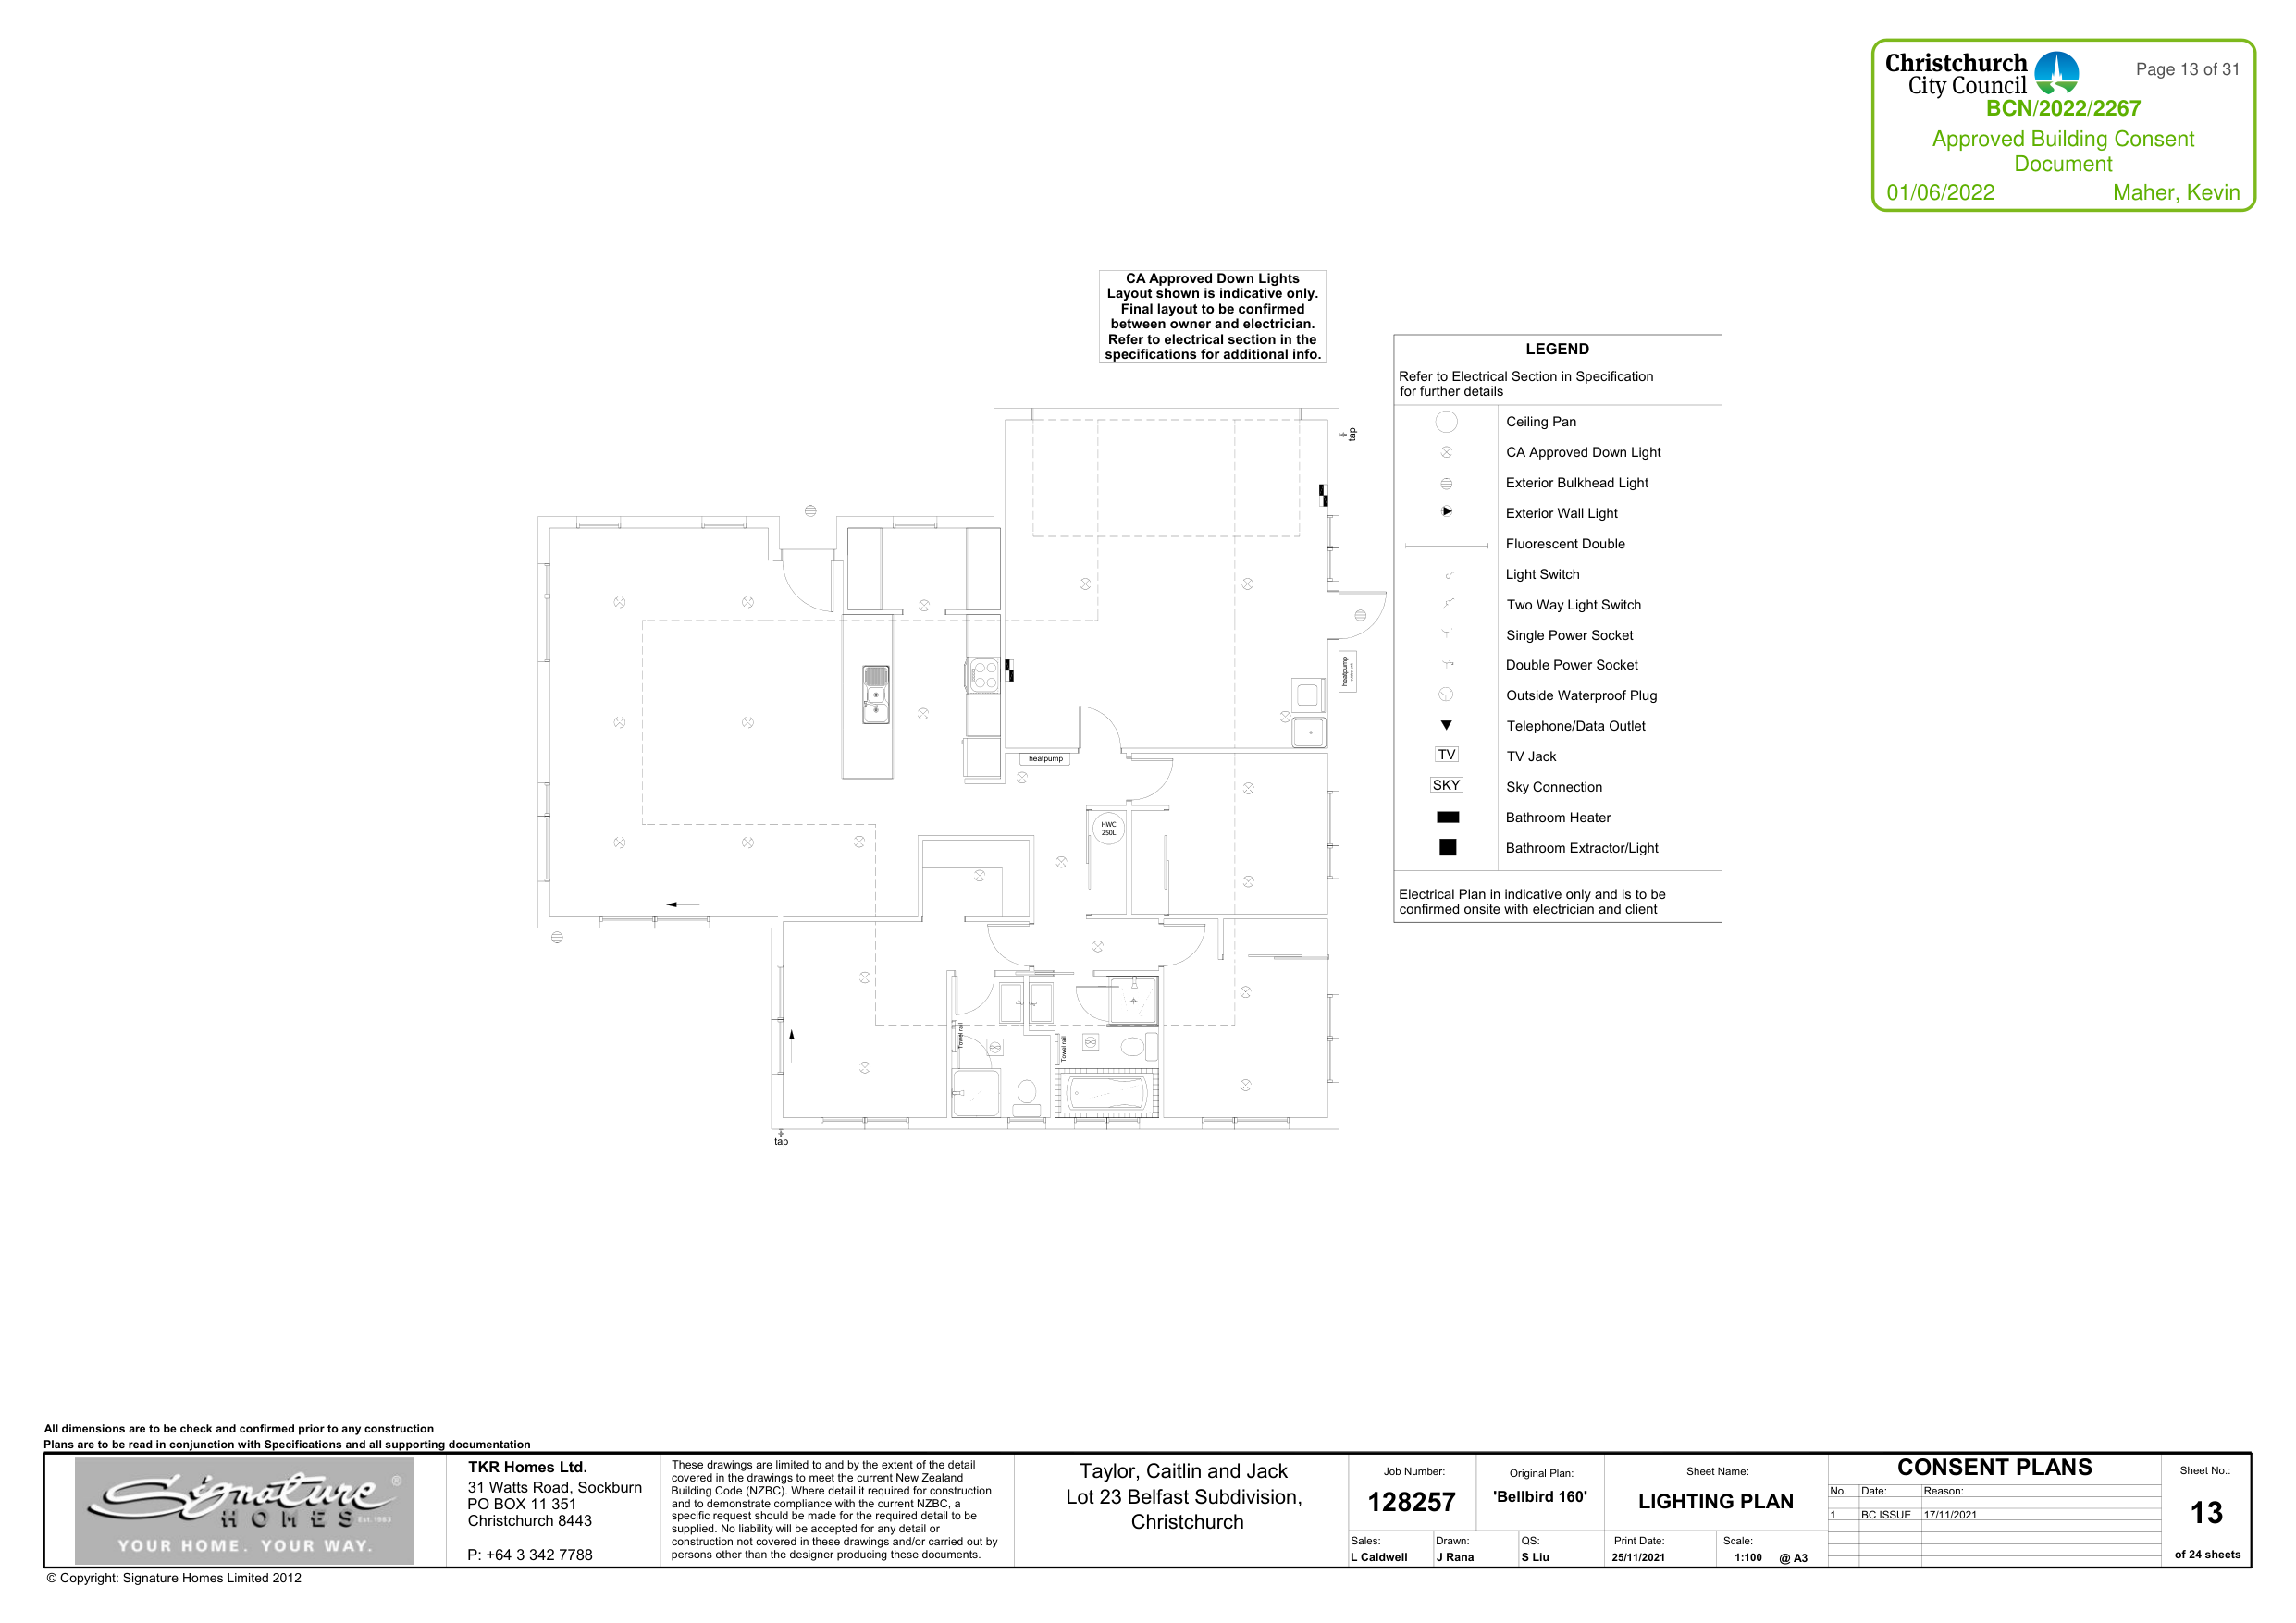 Christchurch
City Council
Page 13 of 31
BCN/2022/2267
Approved Building Consent
Document
01/06/2022 Maher, Kevin
CA Approved Down Lights
Layout shown is indicative only.
Final layout to be confirmed
between owner and electrician.
Refer to electrical section in the
specifications for additional info.
LEGEND
Refer to Electrical Section in Specification
for further details
Ceiling Pan
CA Approved Down Light
Exterior Bulkhead Light
Exterior Wall Light
Fluorescent Double
Light Switch
Two Way Light Switch
Single Power Socket
Double Power Socket
Outside Waterproof Plug
Telephone/Data Outlet
TV TV Jack
SKY Sky Connection
Bathroom Heater
Bathroom Extractor/Light
Electrical Plan in indicative only and is to be
confirmed onsite with electrician and client
tap
heatpump
heatpump
HWC
250L
Towel rail
Towel rail
tap
All dimensions are to be check and confirmed prior to any construction
Plans are to be read in conjunction with Specifications and all supporting documentation
Signature ®
HOMES Est. 1983
YOUR HOME. YOUR WAY.
TKR Homes Ltd.
31 Watts Road, Sockburn
PO BOX 11 351
Christchurch 8443
P: +64 3 342 7788
These drawings are limited to and by the extent of the detail
covered in the drawings to meet the current New Zealand
Building Code (NZBC). Where detail it required for construction
and to demonstrate compliance with the current NZBC, a
specific request should be made for the required detail to be
supplied. No liability will be accepted for any detail or
construction not covered in these drawings and/or carried out by
persons other than the designer producing these documents.
Taylor, Caitlin and Jack
Lot 23 Belfast Subdivision,
Christchurch
Job Number:
128257
Original Plan:
'Bellbird 160'
Sheet Name:
LIGHTING PLAN
Sales:
L Caldwell
Drawn:
J Rana
QS:
S Liu
Print Date:
25/11/2021
Scale:
1:100 @ A3
CONSENT PLANS
No. Date: Reason:
1 BC ISSUE 17/11/2021
Sheet No.:
13
of 24 sheets
© Copyright: Signature Homes Limited 2012